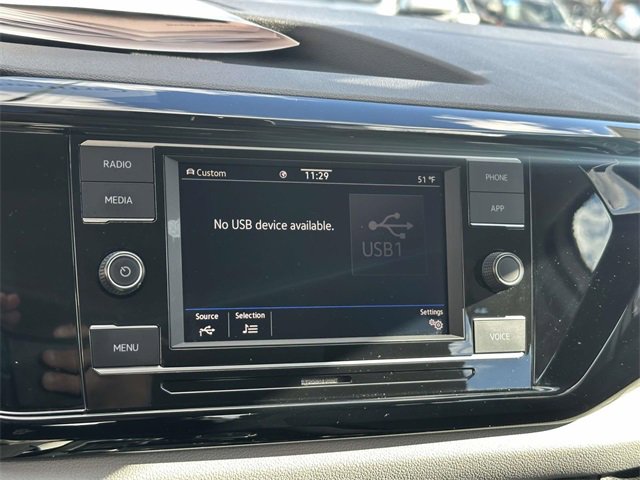 RADIO
MEDIA
MENU
Custom
11:29
51 °F
No USB device available.
USB1
Source
Selection
Settings
PHONE
APP
VOICE